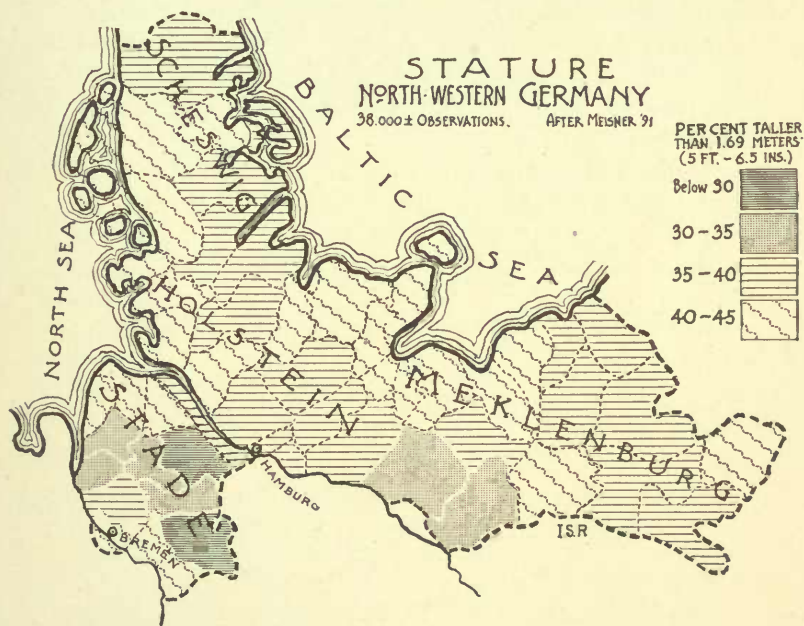 STATURE
NORTH-WESTERN GERMANY
38.000± OBSERVATIONS. AFTER MEISNER '91
PER CENT TALLER
THAN 1.69 METERS
(5 FT. - 6.5 INS.)
Below 30
30-35
35-40
40-45
SCHLESWIG
BALTIC
SEA
NORTH SEA
HOLSTEIN
MEKLENBURG
STADE
HAMBURG
BREMEN
I.S.R